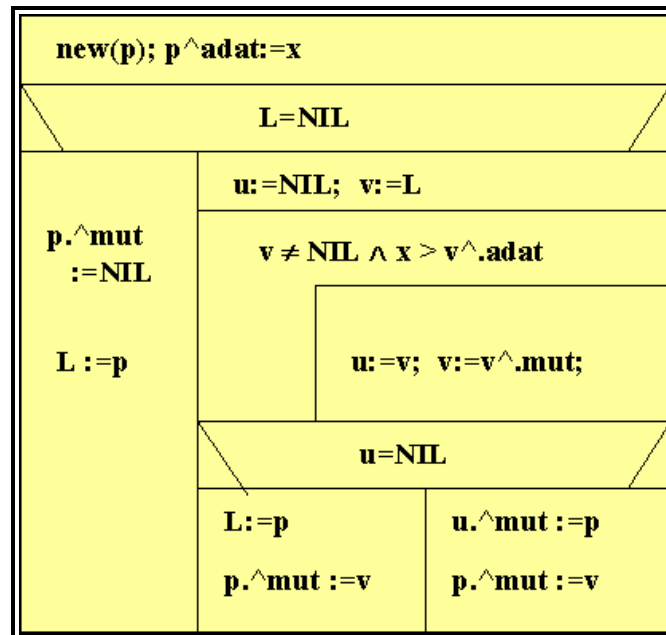 new(p); p^adat:=x
L=NIL
u:=NIL; v:=L
p.^mut
:=NIL
v ≠ NIL ∧ x > v^.adat
L :=p
u:=v; v:=v^.mut;
u=NIL
L:=p
p.^mut :=v
u.^mut :=p
p.^mut :=v